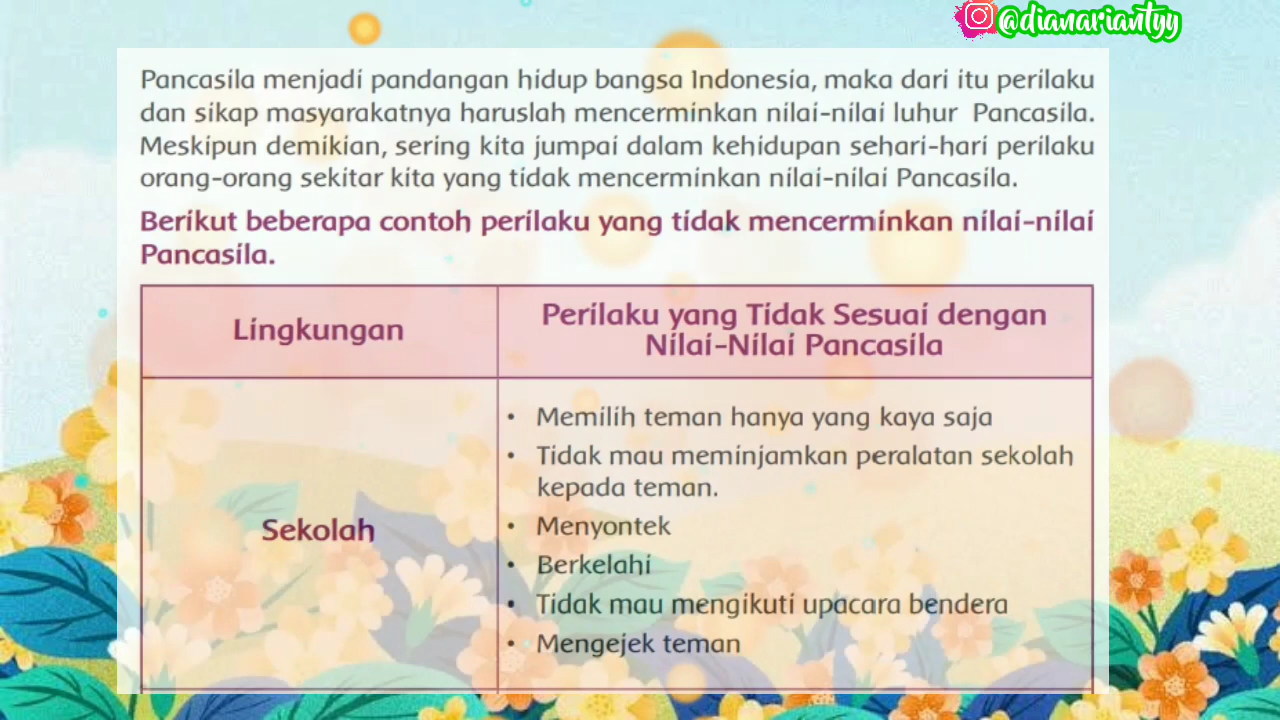 @dianariantyy
Pancasila menjadi pandangan hidup bangsa Indonesia, maka dari itu perilaku
dan sikap masyarakatnya haruslah mencerminkan nilai-nilai luhur Pancasila.
Meskipun demikian, sering kita jumpai dalam kehidupan sehari-hari perilaku
orang-orang sekitar kita yang tidak mencerminkan nilai-nilai Pancasila.
Berikut beberapa contoh perilaku yang tidak mencerminkan nilai-nilai
Pancasila.
Lingkungan
Perilaku yang Tidak Sesuai dengan
Nilai-Nilai Pancasila
Sekolah
• Memilih teman hanya yang kaya saja
• Tidak mau meminjamkan peralatan sekolah
kepada teman.
• Menyontek
• Berkelahi
• Tidak mau mengikuti upacara bendera
• Mengejek teman